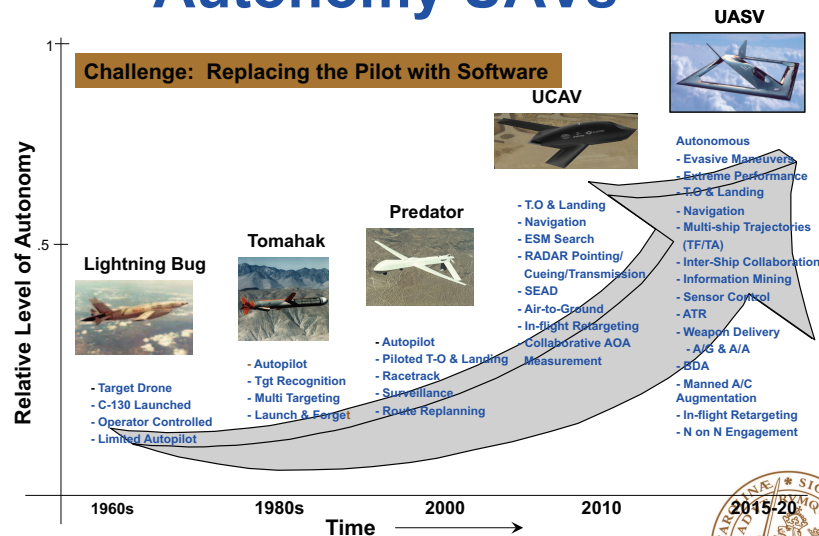 Autonomy UAVs
UASV
1
Challenge: Replacing the Pilot with Software
UCAV
Relative Level of Autonomy
.5
Lightning Bug
- Target Drone
- C-130 Launched
- Operator Controlled
- Limited Autopilot
Tomahak
- Autopilot
- Tgt Recognition
- Multi Targeting
- Launch & Forget
Predator
- Autopilot
- Piloted T-O & Landing
- Racetrack
- Surveillance
- Route Replanning
- T.O & Landing
- Navigation
- ESM Search
- RADAR Pointing/
Cueing/Transmission
- SEAD
- Air-to-Ground
- In-flight Retargeting
- Collaborative AOA
Measurement
Autonomous
- Evasive Maneuvers
- Extreme Performance
- T.O & Landing
- Navigation
- Multi-ship Trajectories
(TF/TA)
- Inter-Ship Collaboration
- Information Mining
- Sensor Control
- ATR
- Weapon Delivery
- A/G & A/A
- BDA
- Manned A/C
Augmentation
- In-flight Retargeting
- N on N Engagement
1960s
1980s
2000
2010
2015-20
Time